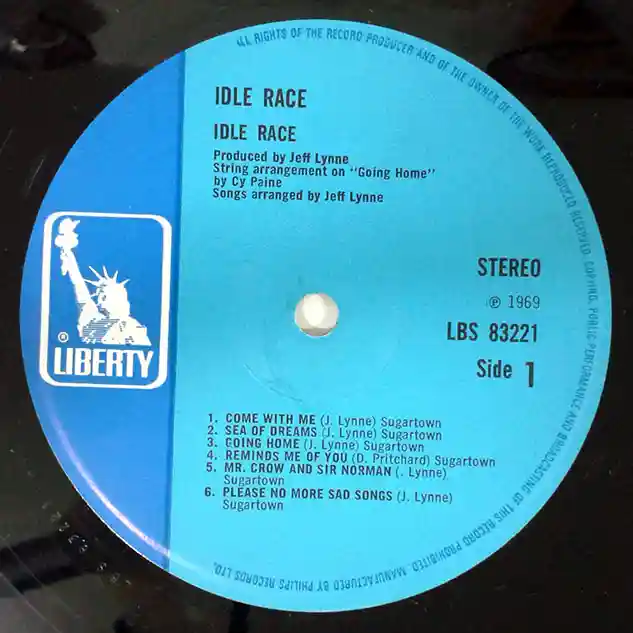 ALL RIGHTS OF THE RECORD PRODUCER AND OF THE OWNER OF THE WORK REPRODUCED RESERVED. COPYING, PUBLIC PERFORMANCE AND BROADCASTING OF THIS RECORD PROHIBITED. MANUFACTURED BY PHILIPS RECORDS LTD.
IDLE RACE
IDLE RACE
Produced by Jeff Lynne
String arrangement on "Going Home"
by Cy Paine
Songs arranged by Jeff Lynne
STEREO
℗ 1969
LBS 83221
Side 1
® LIBERTY
1. COME WITH ME (J. Lynne) Sugartown
2. SEA OF DREAMS (J. Lynne) Sugartown
3. GOING HOME (J. Lynne) Sugartown
4. REMINDS ME OF YOU (D. Pritchard) Sugartown
5. MR. CROW AND SIR NORMAN (. Lynne)
Sugartown
6. PLEASE NO MORE SAD SONGS (J. Lynne)
Sugartown